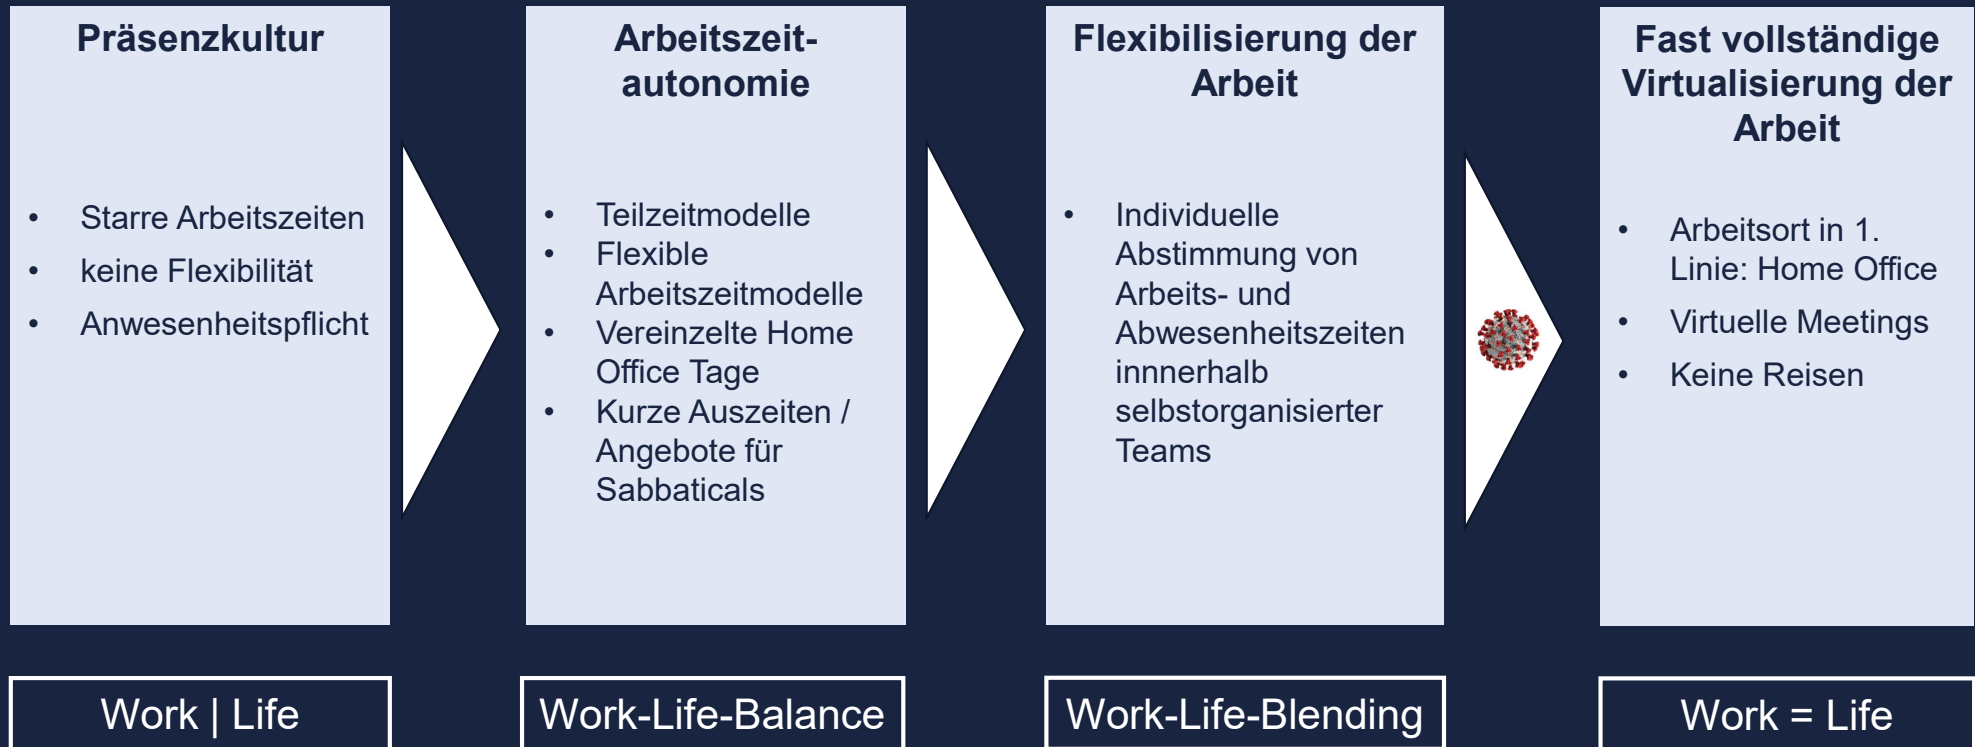 Präsenzkultur
• Starre Arbeitszeiten
• keine Flexibilität
• Anwesenheitspflicht
Work | Life
Arbeitszeit-
autonomie
• Teilzeitmodelle
• Flexible
Arbeitszeitmodelle
• Vereinzelte Home
Office Tage
• Kurze Auszeiten /
Angebote für
Sabbaticals
Work-Life-Balance
Flexibilisierung der
Arbeit
• Individuelle
Abstimmung von
Arbeits- und
Abwesenheitszeiten
innnerhalb
selbstorganisierter
Teams
Work-Life-Blending
Fast vollständige
Virtualisierung der
Arbeit
• Arbeitsort in 1.
Linie: Home Office
• Virtuelle Meetings
• Keine Reisen
Work = Life